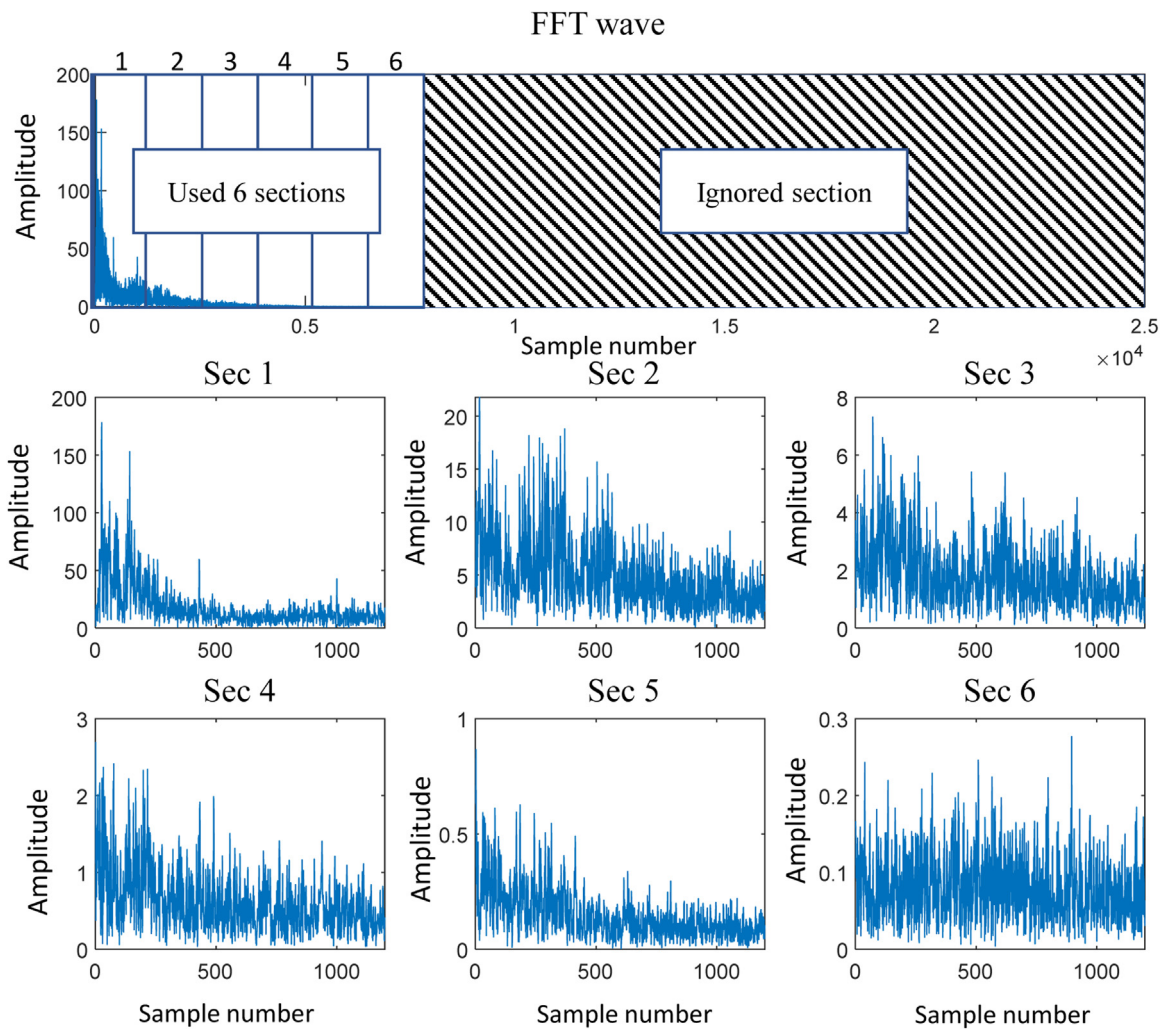 FFT wave
1 2 3 4 5 6
200
150
100
50
0
Amplitude
Used 6 sections
Ignored section
0 0.5 1 1.5 2 2.5
Sample number
×10⁴
Sec 1
200
150
100
50
0
Amplitude
0 500 1000
Sec 2
20
15
10
5
0
Amplitude
0 500 1000
Sec 3
8
6
4
2
0
Amplitude
0 500 1000
Sec 4
3
2
1
0
Amplitude
0 500 1000
Sample number
Sec 5
1
0.5
0
Amplitude
0 500 1000
Sample number
Sec 6
0.3
0.2
0.1
0
Amplitude
0 500 1000
Sample number